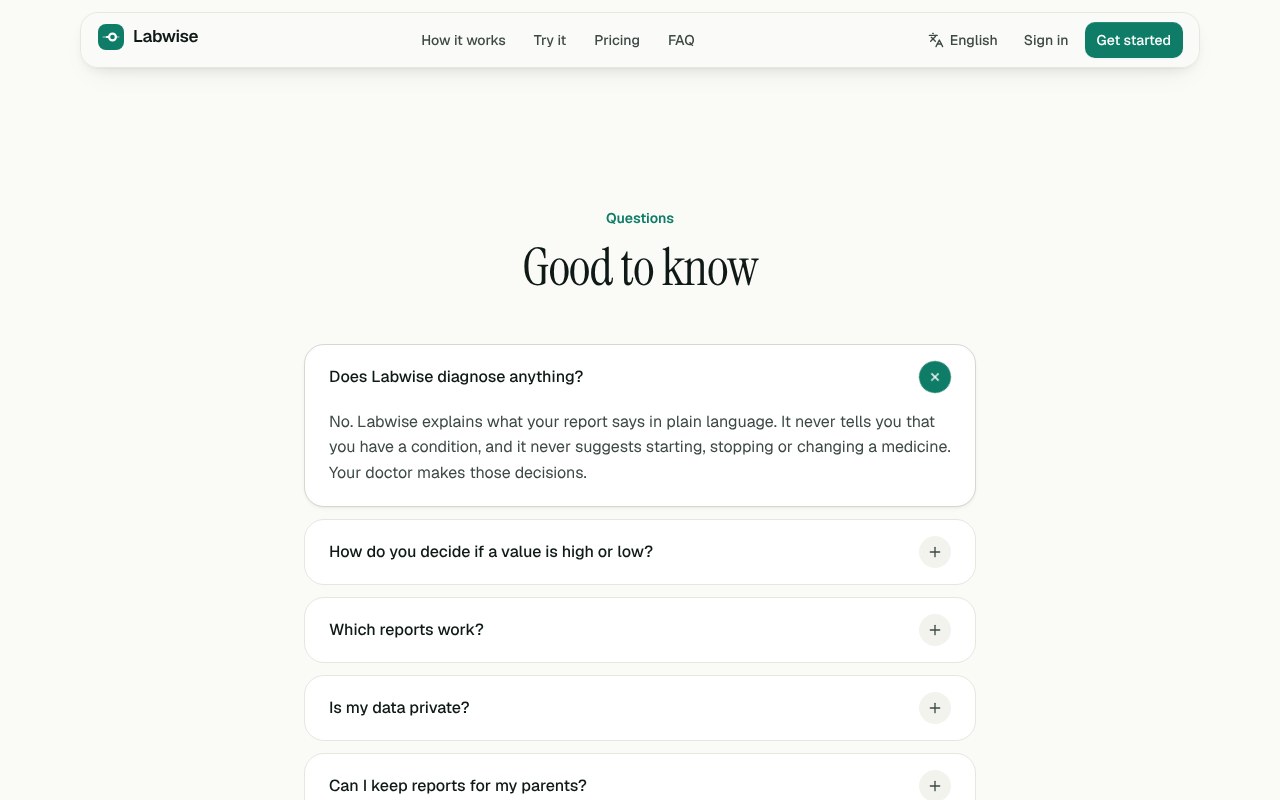 Labwise
How it works
Try it
Pricing
FAQ
English
Sign in
Get started
Questions
Good to know
Does Labwise diagnose anything?
No. Labwise explains what your report says in plain language. It never tells you that
you have a condition, and it never suggests starting, stopping or changing a medicine.
Your doctor makes those decisions.
How do you decide if a value is high or low?
Which reports work?
Is my data private?
Can I keep reports for my parents?